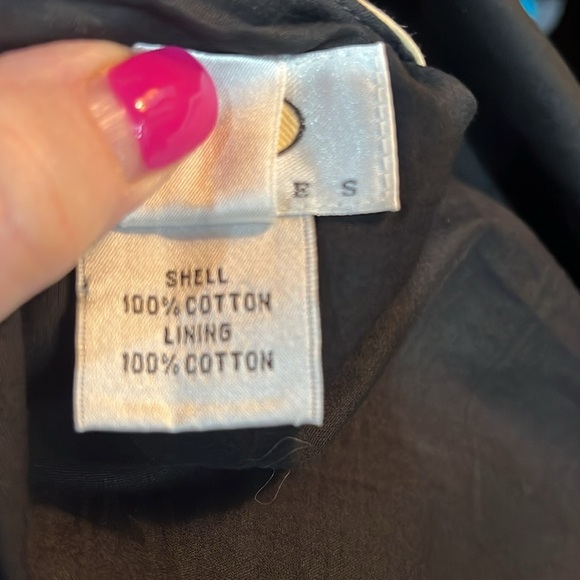 E S
SHELL
100% COTTON
LINING
100% COTTON